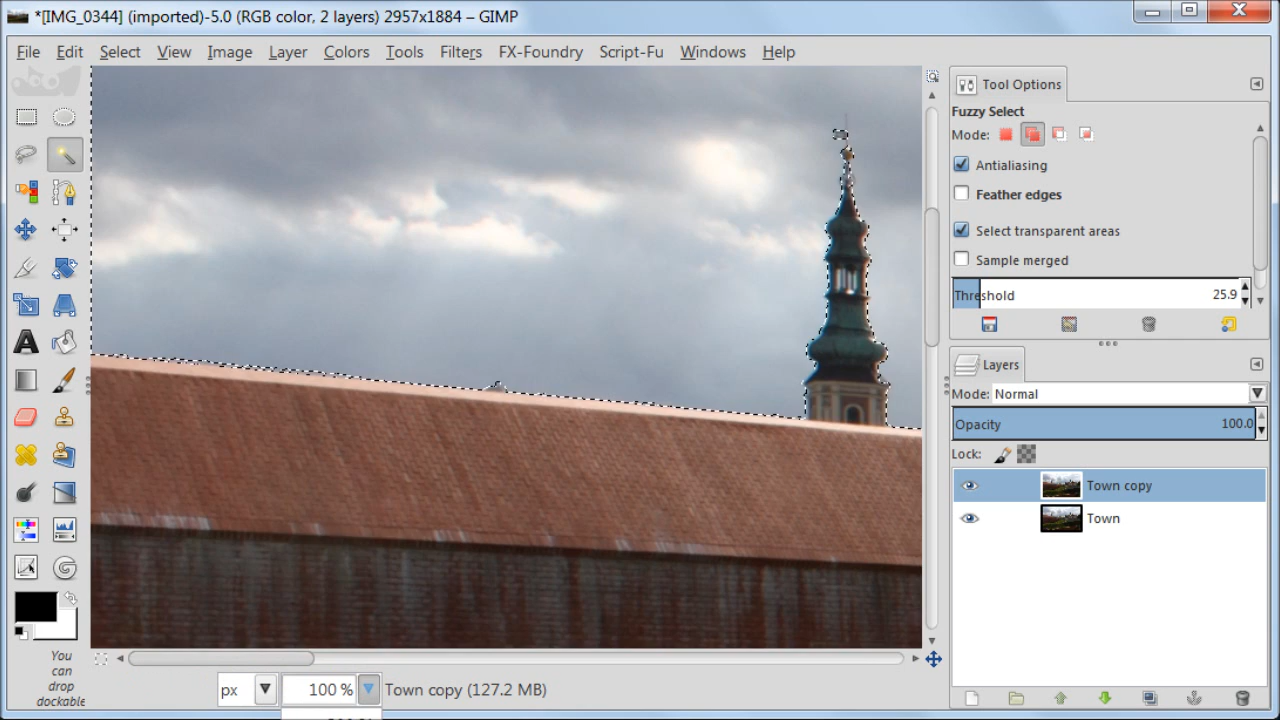 *[IMG_0344] (imported)-5.0 (RGB color, 2 layers) 2957x1884 – GIMP
File Edit Select View Image Layer Colors Tools Filters FX-Foundry Script-Fu Windows Help
Tool Options
Fuzzy Select
Mode:
Antialiasing
Feather edges
Select transparent areas
Sample merged
Threshold 25.9
Layers
Mode: Normal
Opacity 100.0
Lock:
Town copy
Town
You
can
drop
dockable
px 100 % Town copy (127.2 MB)